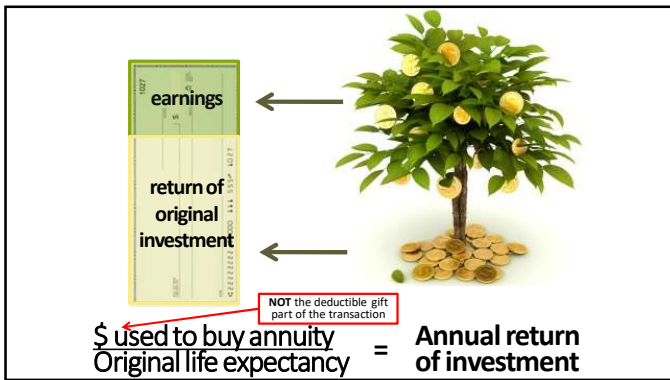 1027
earnings
return of
original
investment
NOT the deductible gift
part of the transaction
$ used to buy annuity
Original life expectancy
=
Annual return
of investment